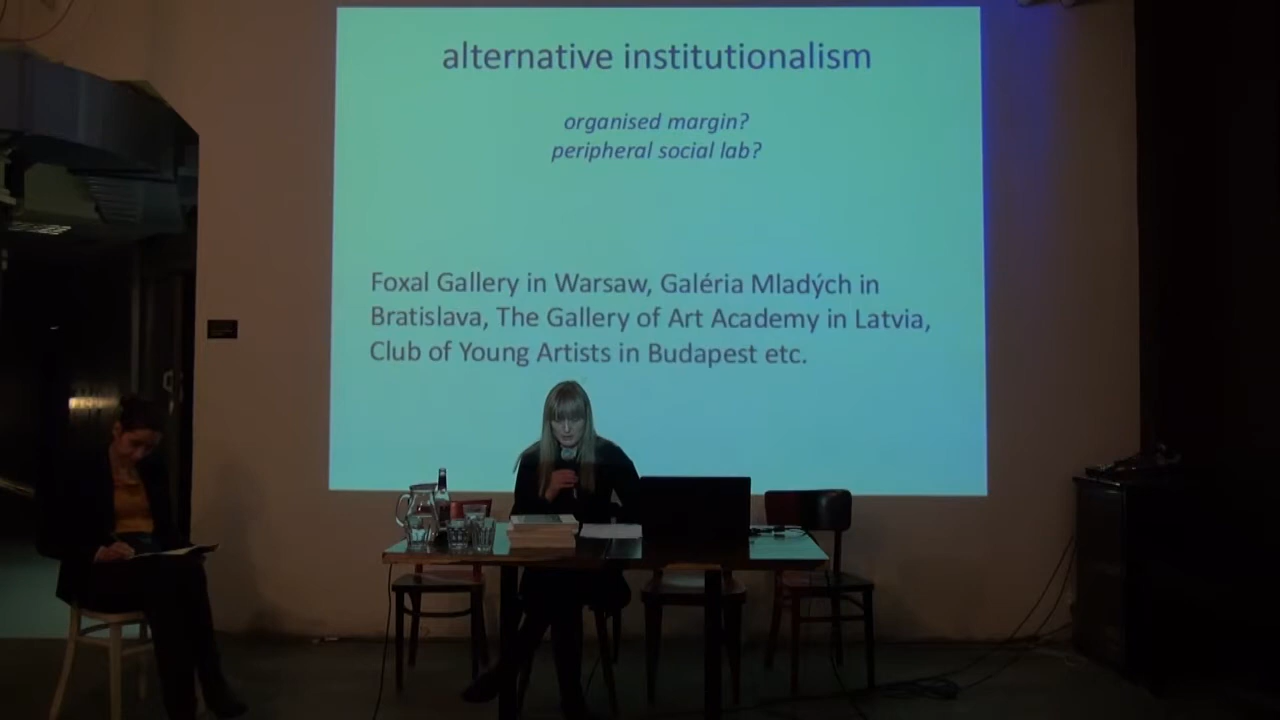 alternative institutionalism
organised margin?
peripheral social lab?
Foxal Gallery in Warsaw, Galéria Mladých in
Bratislava, The Gallery of Art Academy in Latvia,
Club of Young Artists in Budapest etc.